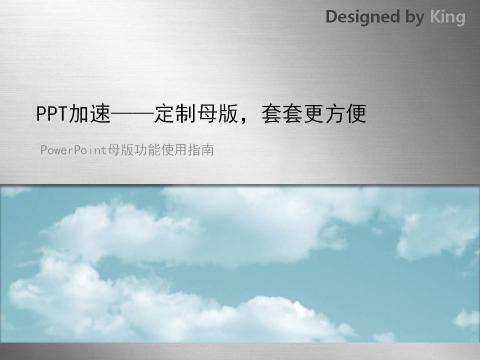 Designed by King
PPT加速——定制母版，套套更方便
PowerPoint母版功能使用指南